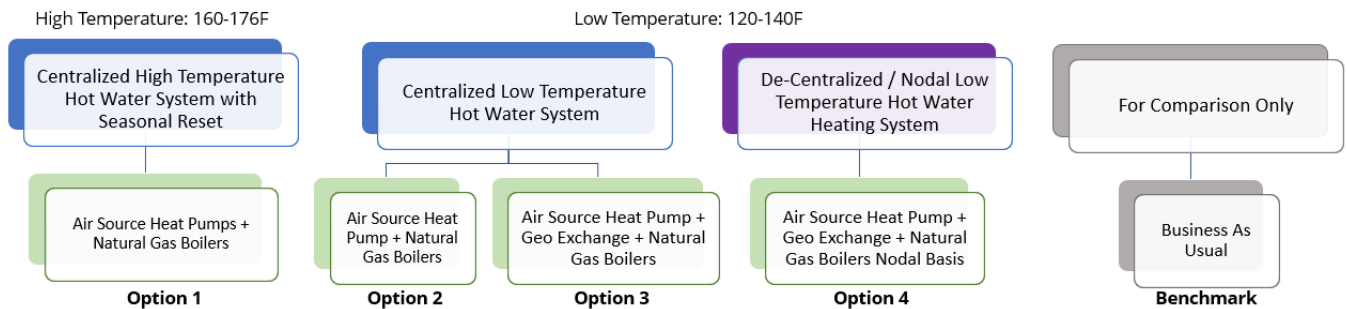 High Temperature: 160-176F
Low Temperature: 120-140F
Centralized High Temperature
Hot Water System with
Seasonal Reset
Centralized Low Temperature
Hot Water System
De-Centralized / Nodal Low
Temperature Hot Water
Heating System
For Comparison Only
Air Source Heat Pumps +
Natural Gas Boilers
Air Source Heat
Pump + Natural
Gas Boilers
Air Source Heat Pump +
Geo Exchange + Natural
Gas Boilers
Air Source Heat Pump +
Geo Exchange + Natural
Gas Boilers Nodal Basis
Business As
Usual
Option 1
Option 2
Option 3
Option 4
Benchmark